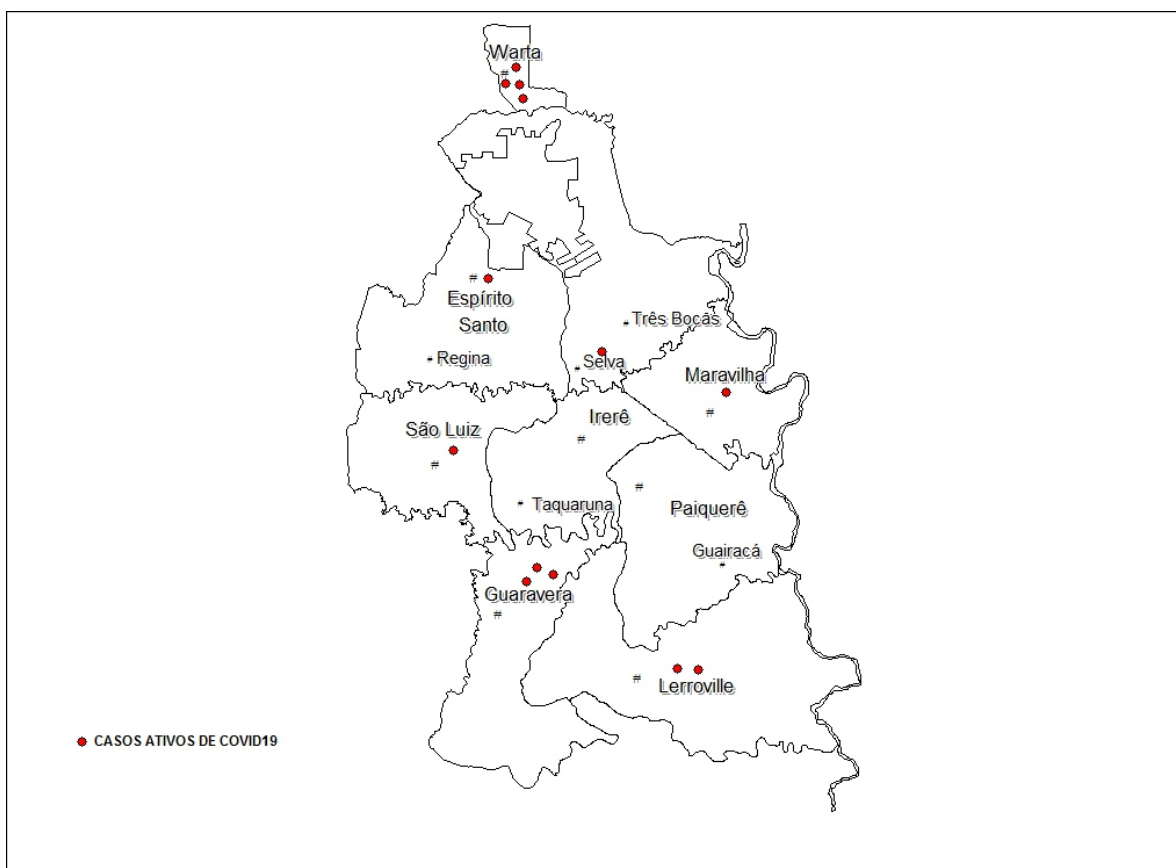 Warta
#
#
Espírito
Santo
Três Bocas
Regina
Selva
Maravilha
#
São Luiz
Irerê
#
#
#
Taquaruna
Paiquerê
Guairacá
Guaravera
#
#
Lerroville
CASOS ATIVOS DE COVID19